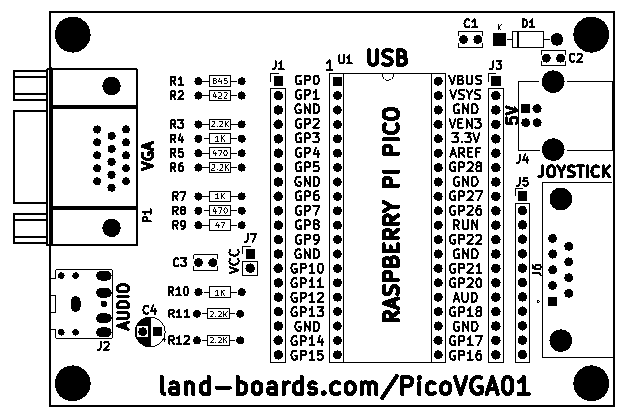 C1
K
D1
C2
J1
1
U1
USB
J3
R1 845
R2 422
R3 2.2K
R4 1K
R5 470
R6 2.2K
R7 1K
R8 470
R9 47
R10 1K
R11 2.2K
R12 2.2K
VGA
P1
C3
VCC
J7
AUDIO
J2
C4
GP0
GP1
GND
GP2
GP3
GP4
GP5
GND
GP6
GP7
GP8
GP9
GND
GP10
GP11
GP12
GP13
GND
GP14
GP15
RASPBERRY PI PICO
VBUS
VSYS
GND
VEN3
3.3V
AREF
GP28
GND
GP27
GP26
RUN
GP22
GND
GP21
GP20
AUD
GP18
GND
GP17
GP16
5V
J4
JOYSTICK
J5
J6
land-boards.com/PicoVGA01